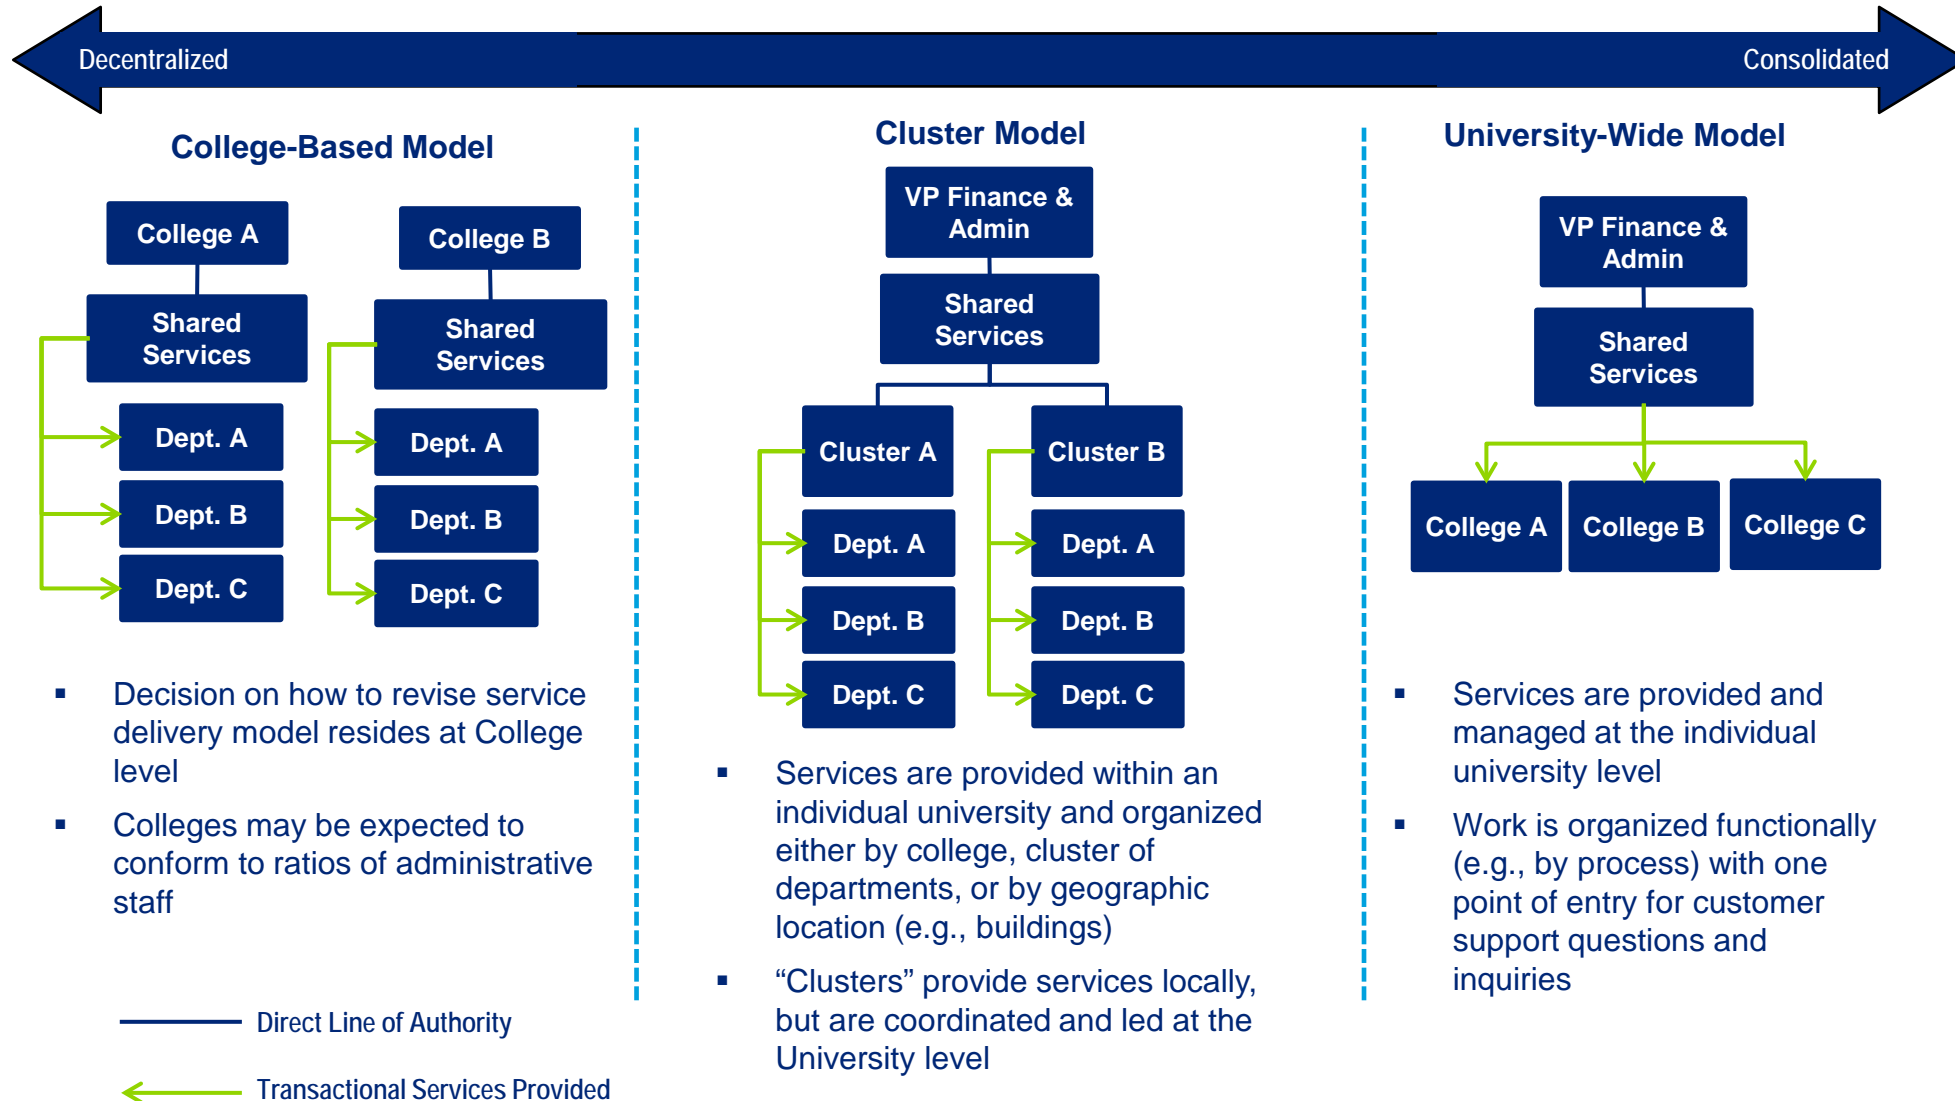 Decentralized
Consolidated
College-Based Model
College A
Shared
Services
Dept. A
Dept. B
Dept. C
College B
Shared
Services
Dept. A
Dept. B
Dept. C
▪ Decision on how to revise service
delivery model resides at College
level
▪ Colleges may be expected to
conform to ratios of administrative
staff
Direct Line of Authority
Transactional Services Provided
Cluster Model
VP Finance &
Admin
Shared
Services
Cluster A
Dept. A
Dept. B
Dept. C
Cluster B
Dept. A
Dept. B
Dept. C
▪ Services are provided within an
individual university and organized
either by college, cluster of
departments, or by geographic
location (e.g., buildings)
▪ “Clusters” provide services locally,
but are coordinated and led at the
University level
University-Wide Model
VP Finance &
Admin
Shared
Services
College A
College B
College C
▪ Services are provided and
managed at the individual
university level
▪ Work is organized functionally
(e.g., by process) with one
point of entry for customer
support questions and
inquiries